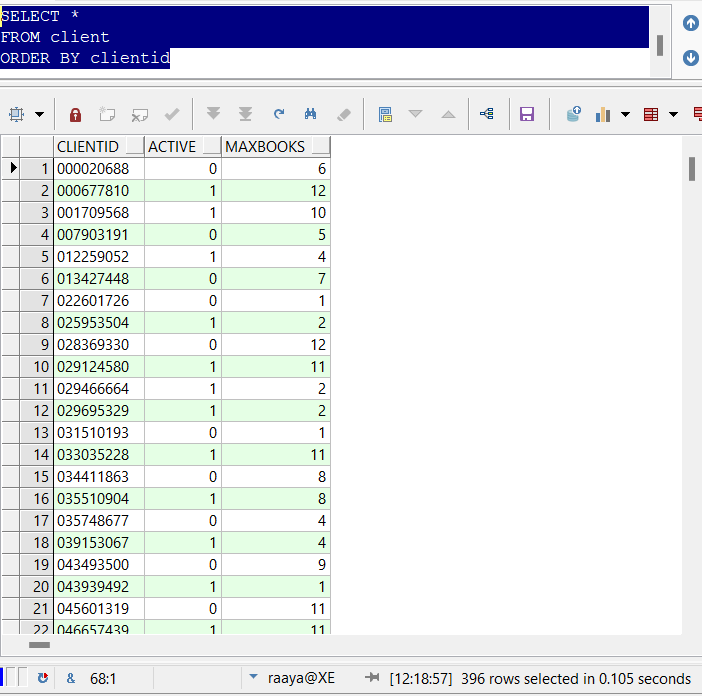 SELECT *
FROM client
ORDER BY clientid
CLIENTID ACTIVE MAXBOOKS
1 000020688 0 6
2 000677810 1 12
3 001709568 1 10
4 007903191 0 5
5 012259052 1 4
6 013427448 0 7
7 022601726 0 1
8 025953504 1 2
9 028369330 0 12
10 029124580 1 11
11 029466664 1 2
12 029695329 1 2
13 031510193 0 1
14 033035228 1 11
15 034411863 0 8
16 035510904 1 8
17 035748677 0 4
18 039153067 1 4
19 043493500 0 9
20 043939492 1 1
21 045601319 0 11
22 046657439 1 11
& 68:1 raaya@XE [12:18:57] 396 rows selected in 0.105 seconds